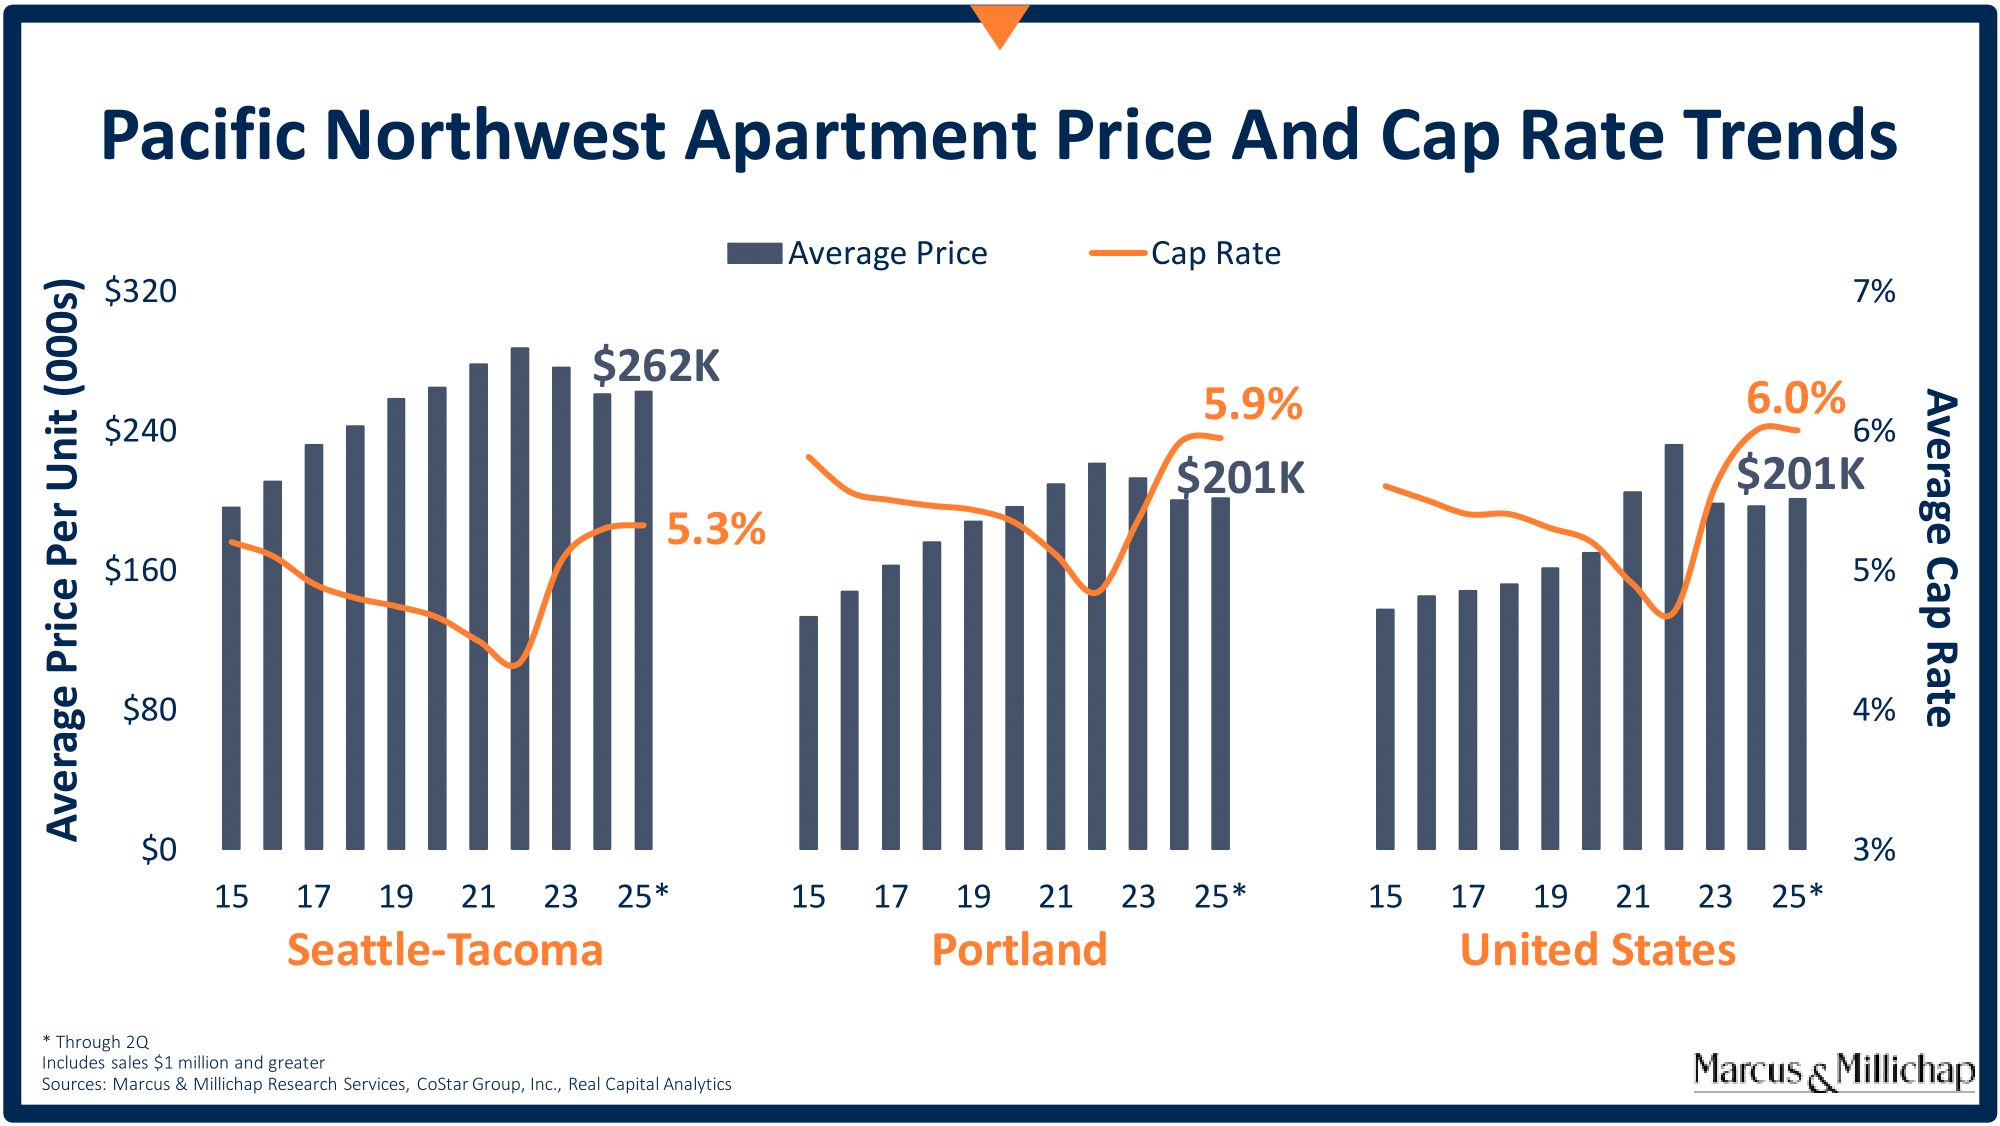 Pacific Northwest Apartment Price And Cap Rate Trends
Average Price
Cap Rate
Average Price Per Unit (000s)
$320
$240
$160
$80
$0
$262K
5.3%
15 17 19 21 23 25*
Seattle-Tacoma
5.9%
$201K
15 17 19 21 23 25*
Portland
6.0%
$201K
15 17 19 21 23 25*
United States
7%
6%
5%
4%
3%
Average Cap Rate
* Through 2Q
Includes sales $1 million and greater
Sources: Marcus & Millichap Research Services, CoStar Group, Inc., Real Capital Analytics
Marcus & Millichap